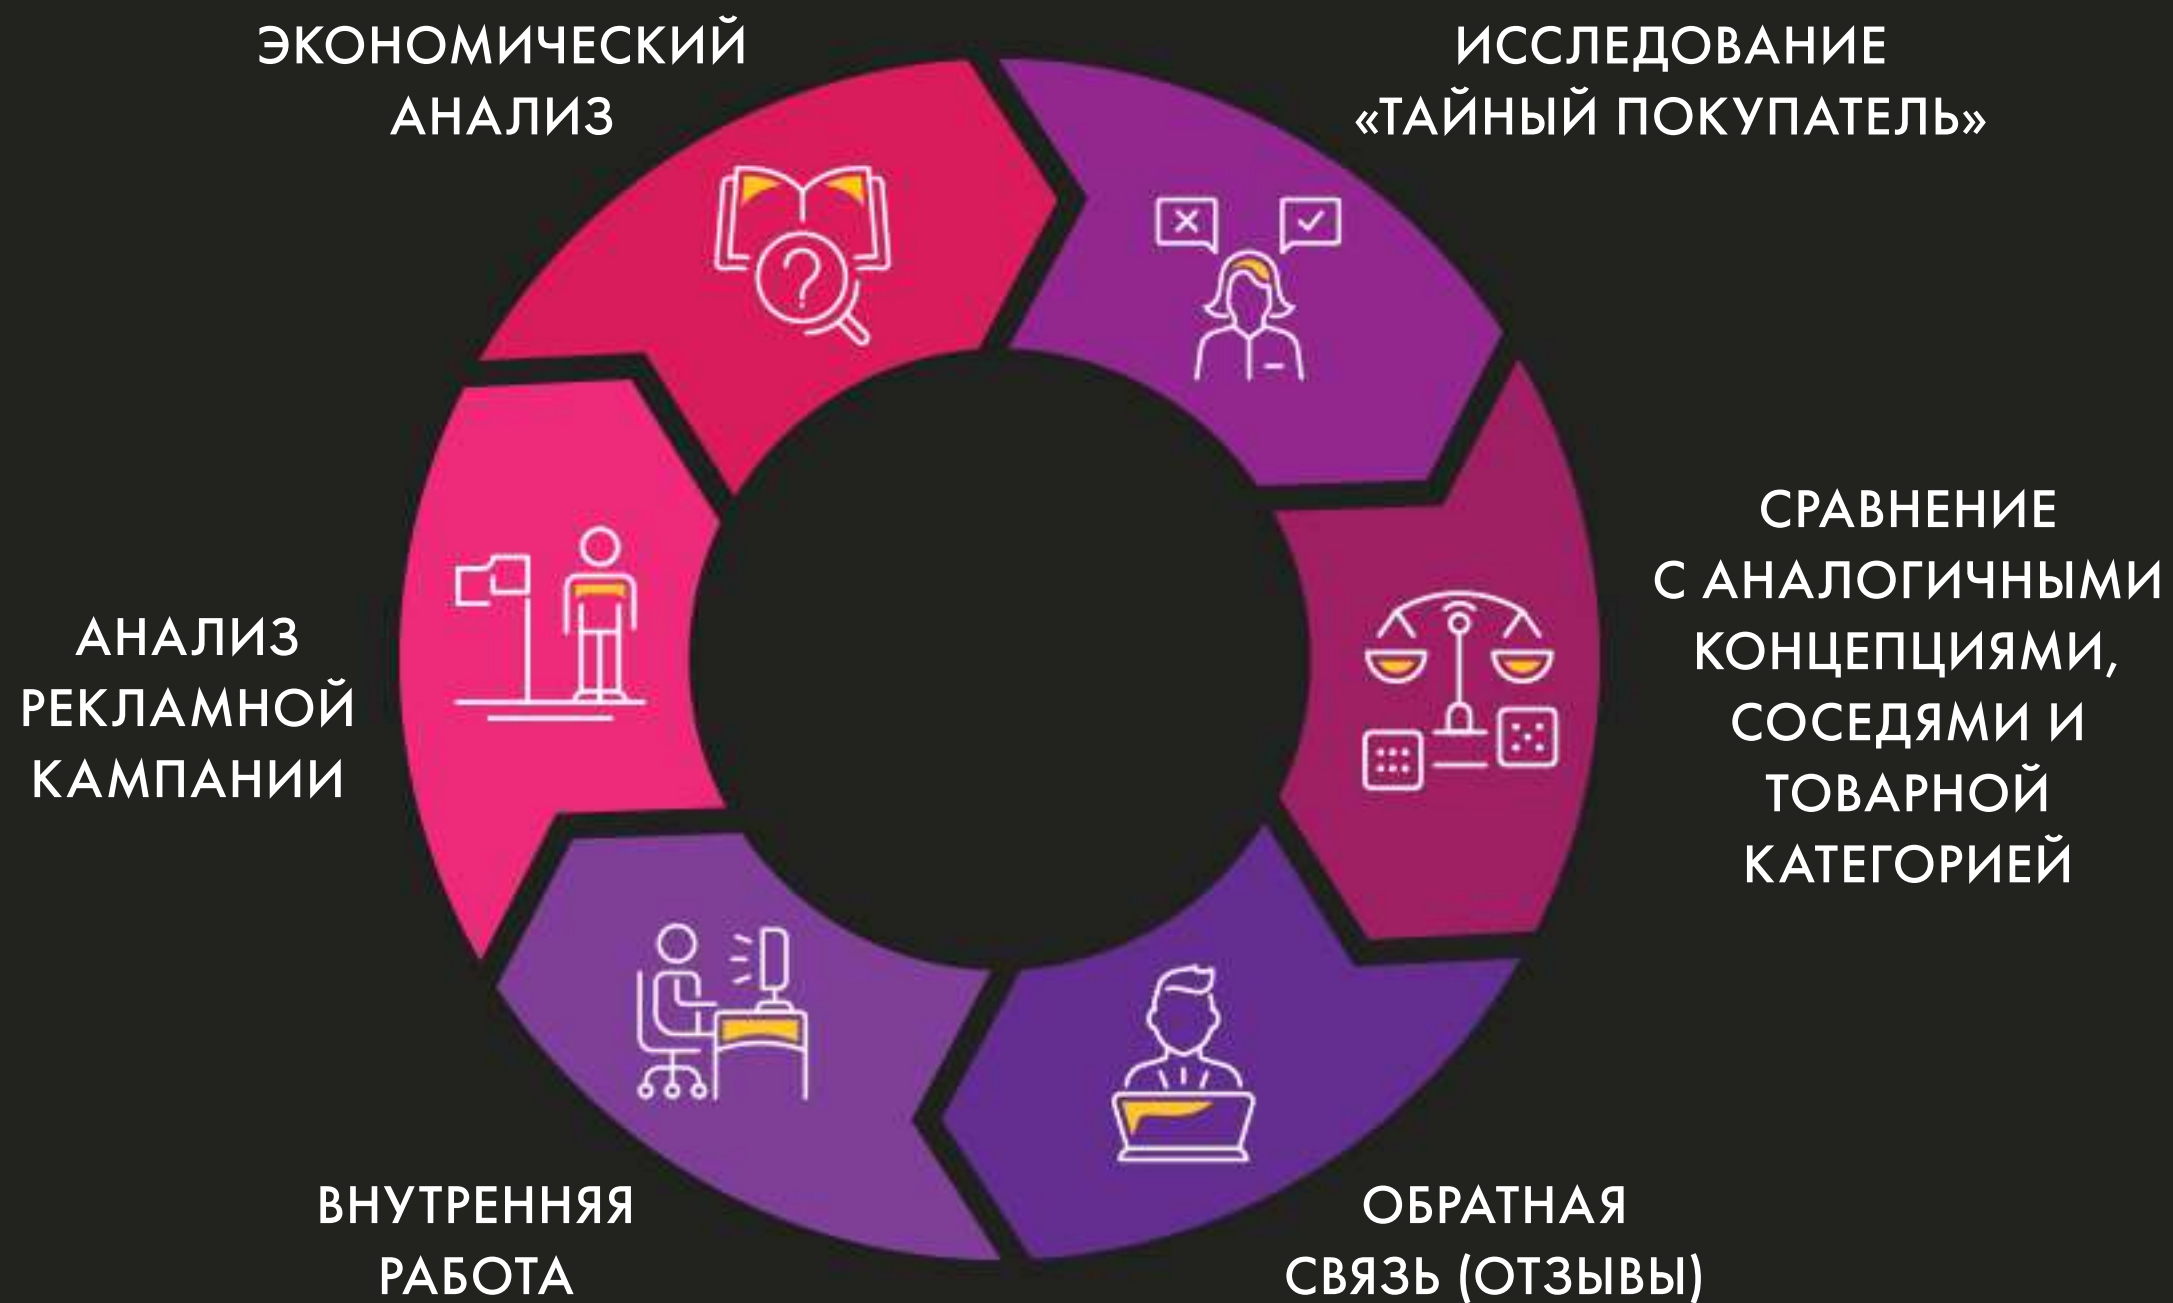 ЭКОНОМИЧЕСКИЙ
АНАЛИЗ
ИССЛЕДОВАНИЕ
«ТАЙНЫЙ ПОКУПАТЕЛЬ»
СРАВНЕНИЕ
С АНАЛОГИЧНЫМИ
КОНЦЕПЦИЯМИ,
СОСЕДЯМИ И
ТОВАРНОЙ
КАТЕГОРИЕЙ
ОБРАТНАЯ
СВЯЗЬ (ОТЗЫВЫ)
ВНУТРЕННЯЯ
РАБОТА
АНАЛИЗ
РЕКЛАМНОЙ
КАМПАНИИ